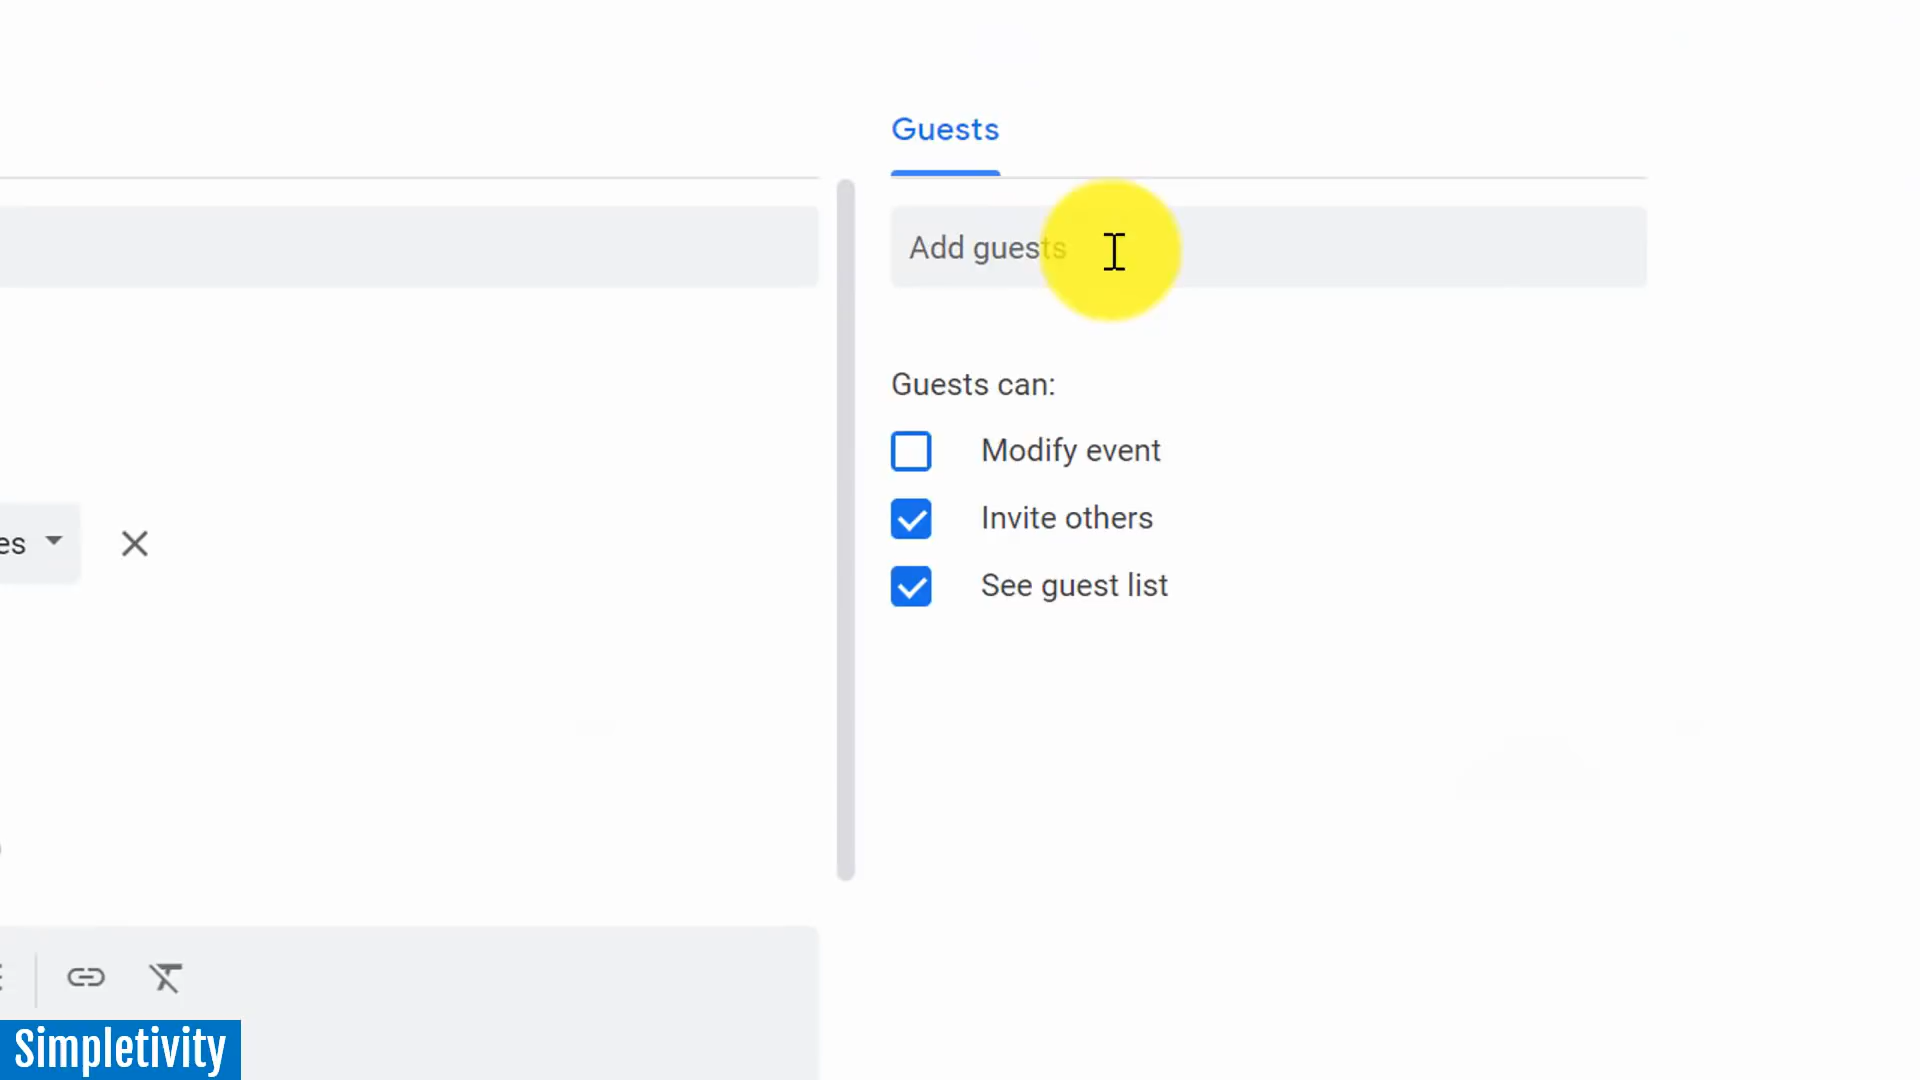 Guests
Add guests
Guests can:
es
Modify event
Invite others
See guest list
Simpletivity